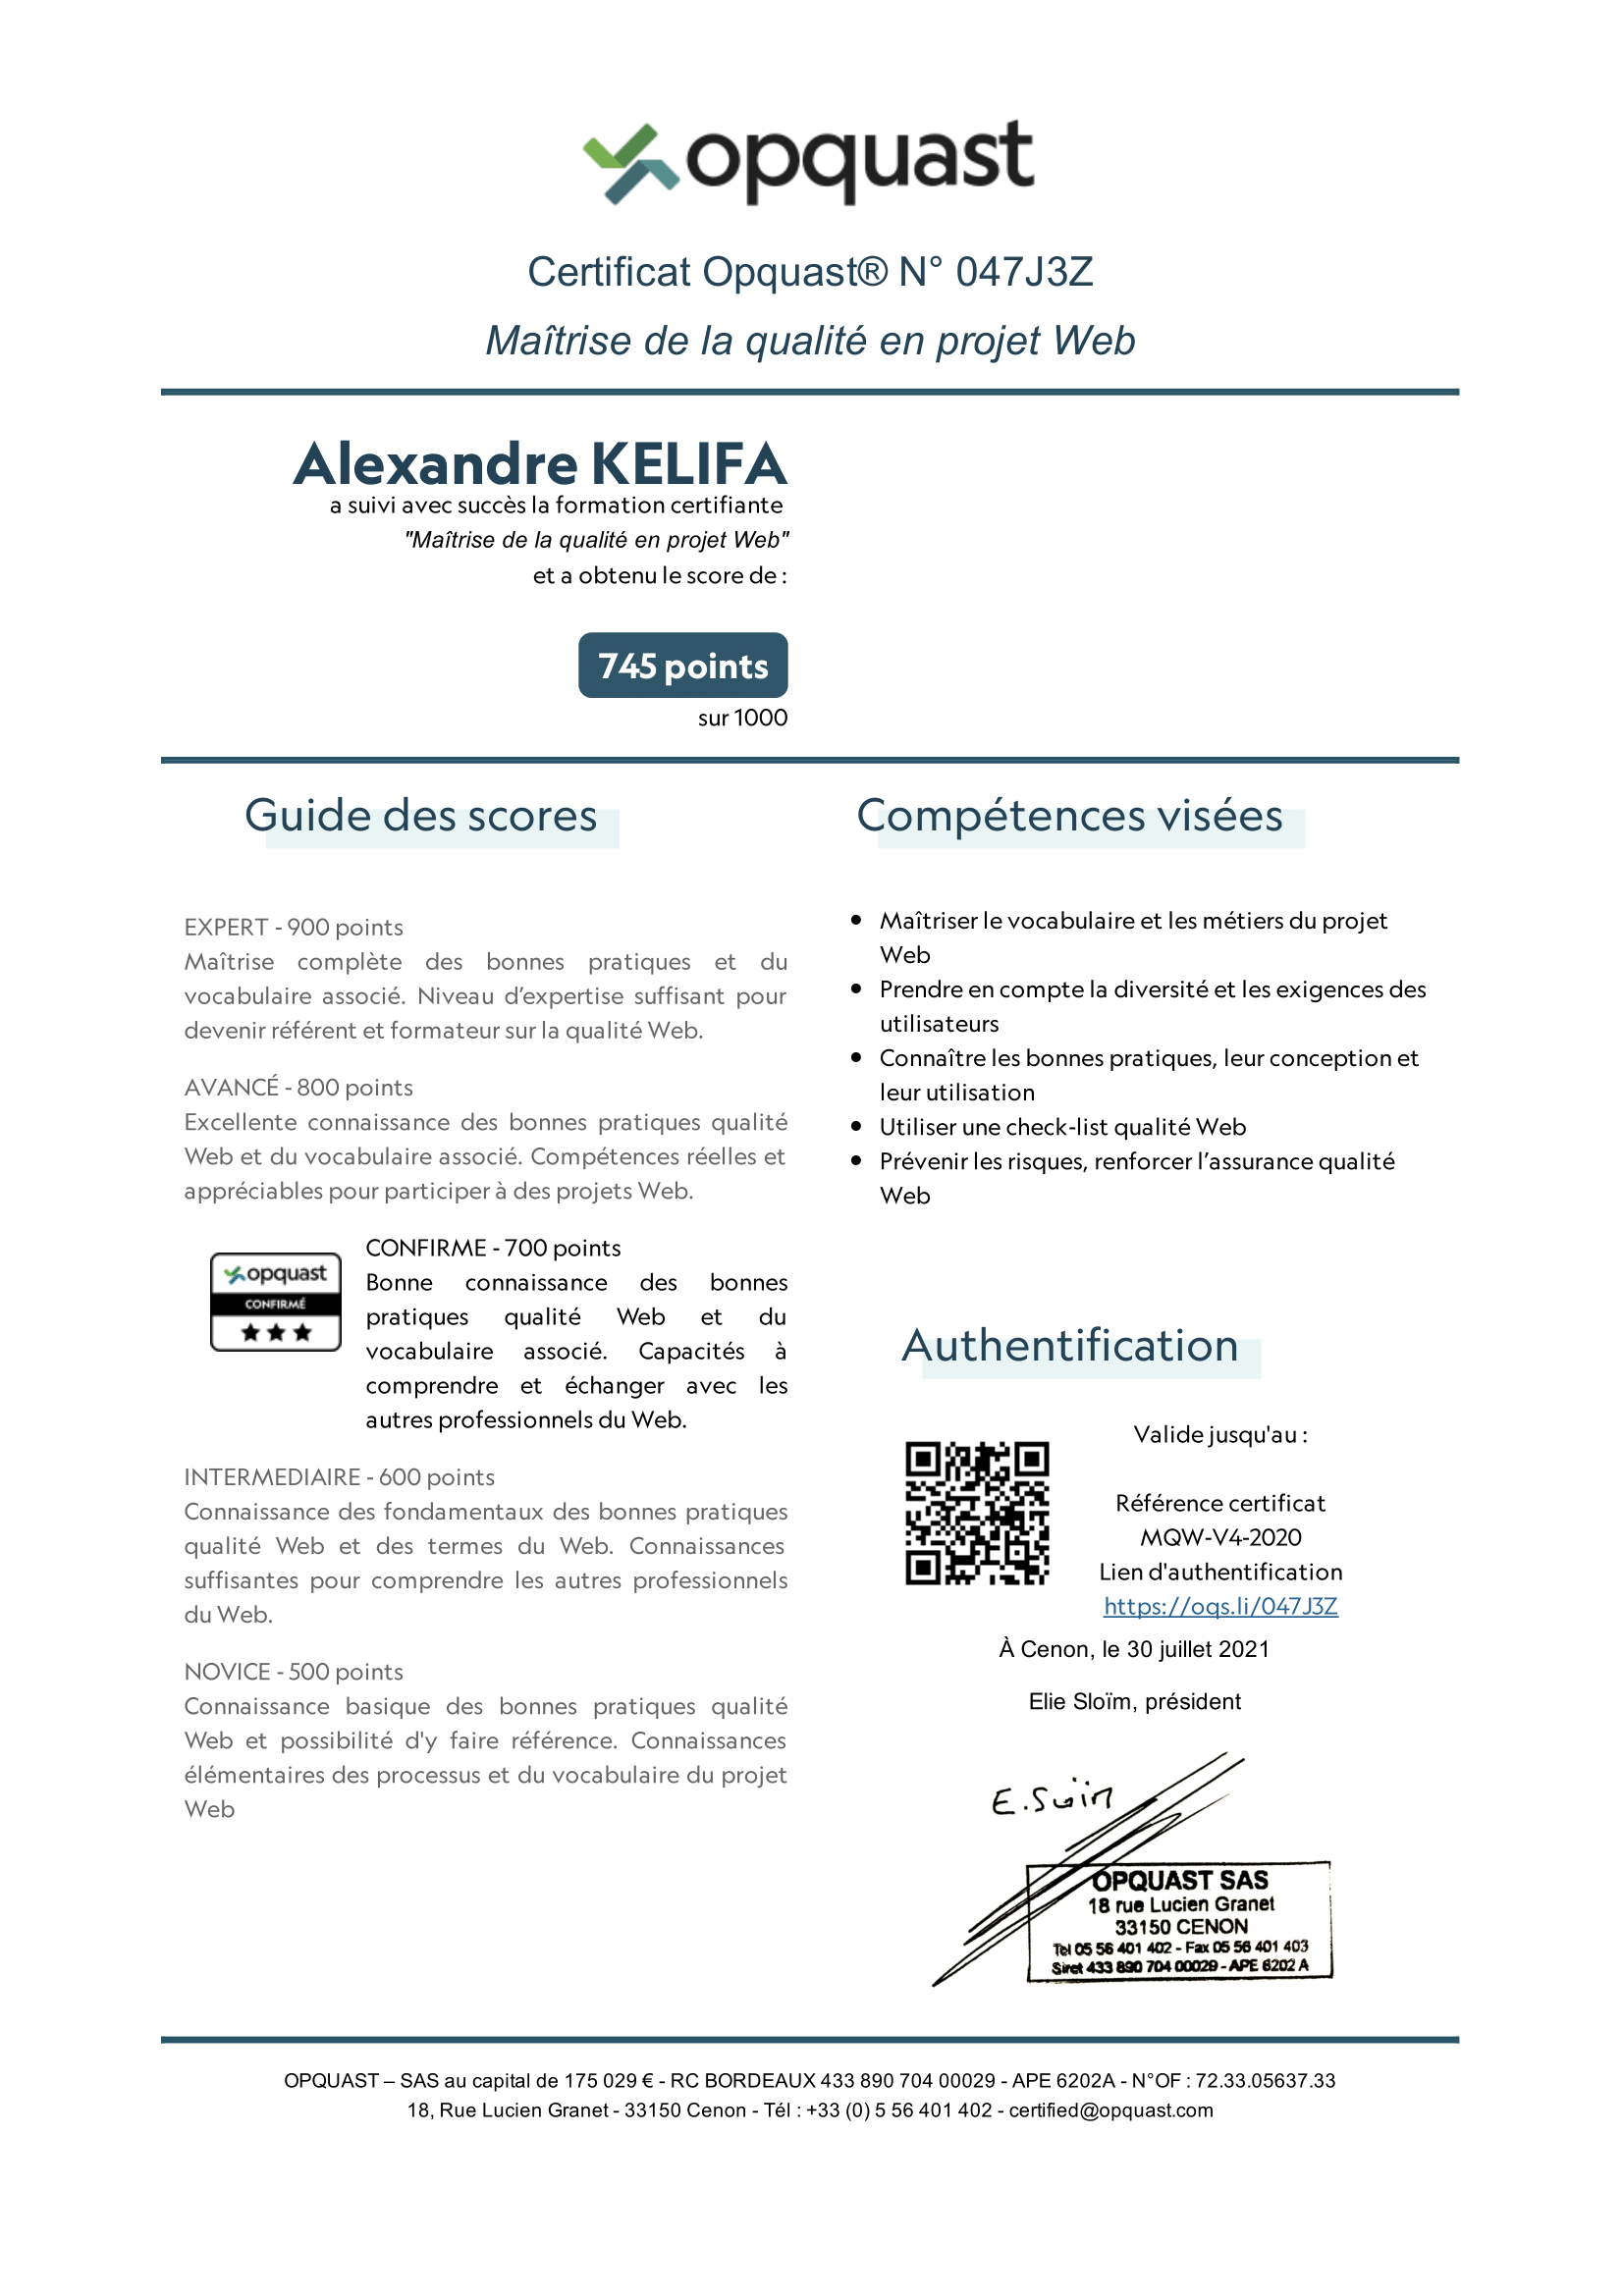 opquast
Certificat Opquast® N° 047J3Z
Maîtrise de la qualité en projet Web
Alexandre KELIFA
a suivi avec succès la formation certifiante
"Maîtrise de la qualité en projet Web"
et a obtenu le score de :
745 points
sur 1000
Guide des scores
EXPERT - 900 points
Maîtrise complète des bonnes pratiques et du
vocabulaire associé. Niveau d’expertise suffisant pour
devenir référent et formateur sur la qualité Web.
AVANCÉ - 800 points
Excellente connaissance des bonnes pratiques qualité
Web et du vocabulaire associé. Compétences réelles et
appréciables pour participer à des projets Web.
opquast
CONFIRMÉ
CONFIRME - 700 points
Bonne connaissance des bonnes
pratiques qualité Web et du
vocabulaire associé. Capacités à
comprendre et échanger avec les
autres professionnels du Web.
INTERMEDIAIRE - 600 points
Connaissance des fondamentaux des bonnes pratiques
qualité Web et des termes du Web. Connaissances
suffisantes pour comprendre les autres professionnels
du Web.
NOVICE - 500 points
Connaissance basique des bonnes pratiques qualité
Web et possibilité d'y faire référence. Connaissances
élémentaires des processus et du vocabulaire du projet
Web
Compétences visées
• Maîtriser le vocabulaire et les métiers du projet
Web
• Prendre en compte la diversité et les exigences des
utilisateurs
• Connaître les bonnes pratiques, leur conception et
leur utilisation
• Utiliser une check-list qualité Web
• Prévenir les risques, renforcer l’assurance qualité
Web
Authentification
Valide jusqu'au :
Référence certificat
MQW-V4-2020
Lien d'authentification
https://oqs.li/047J3Z
À Cenon, le 30 juillet 2021
Elie Sloïm, président
OPQUAST SAS
18 rue Lucien Granet
33150 CENON
Tel 05 56 401 402 - Fax 05 56 401 403
Siret 433 890 704 00029 - APE 6202 A
OPQUAST – SAS au capital de 175 029 € - RC BORDEAUX 433 890 704 00029 - APE 6202A - N°OF : 72.33.05637.33
18, Rue Lucien Granet - 33150 Cenon - Tél : +33 (0) 5 56 401 402 - certified@opquast.com